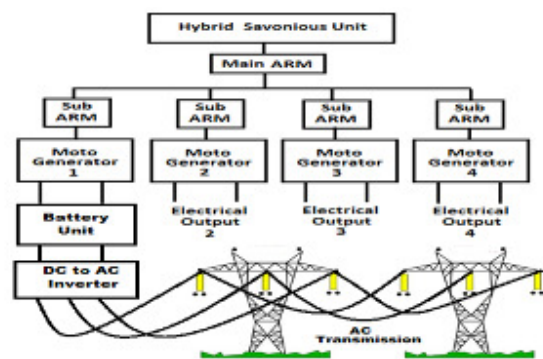 Hybrid Savonious Unit
Main ARM
Sub
ARM
Sub
ARM
Sub
ARM
Sub
ARM
Moto
Generator
1
Moto
Generator
2
Moto
Generator
3
Moto
Generator
4
Battery
Unit
Electrical
Output
2
Electrical
Output
3
Electrical
Output
4
DC to AC
Inverter
AC
Transmission